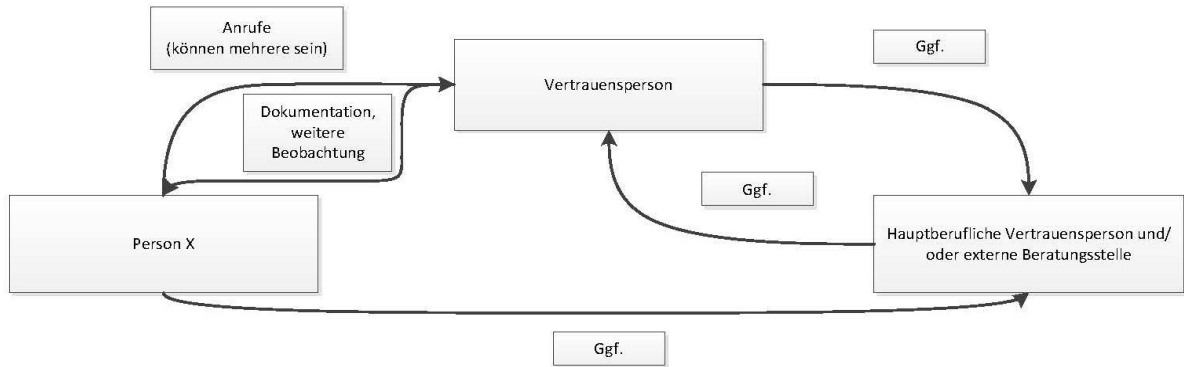 Anrufe
(können mehrere sein)
Ggf.
Vertrauensperson
Dokumentation,
weitere
Beobachtung
Ggf.
Person X
Hauptberufliche Vertrauensperson und/
oder externe Beratungsstelle
Ggf.